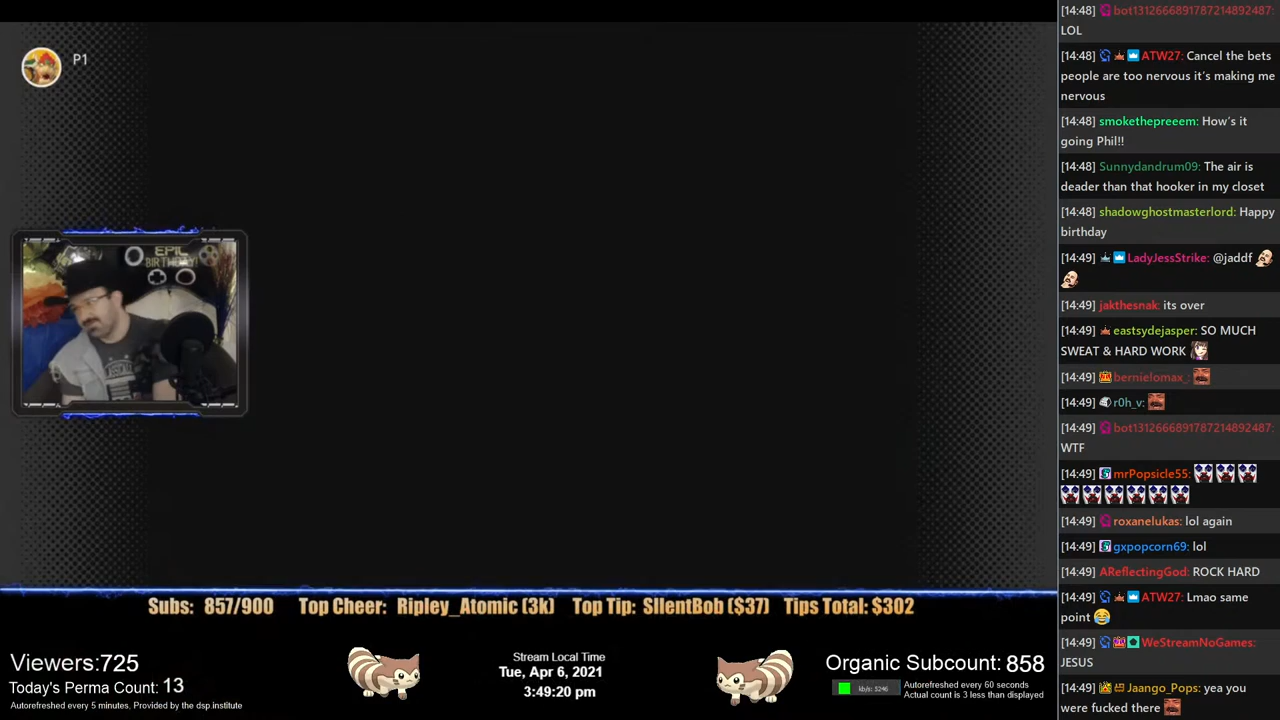 P1
EPIC
BIRTHDAY!
Subs: 857/900 Top Cheer: Ripley_Atomic (3k) Top Tip: SIlentBob ($37) Tips Total: $302
Viewers:725
Today's Perma Count: 13
Autorefreshed every 5 minutes. Provided by the dsp institute
Stream Local Time
Tue, Apr 6, 2021
3:49:20 pm
Organic Subcount: 858
kb/s: 5246
Autorefreshed every 60 seconds
Actual count is 3 less than displayed
[14:48] bot1312666891787214892487:
LOL
[14:48] ATW27: Cancel the bets
people are too nervous it's making me
nervous
[14:48] smokethepreeem: How's it
going Phil!!
[14:48] Sunnydandrum09: The air is
deader than that hooker in my closet
[14:48] shadowghostmasterlord: Happy
birthday
[14:49] LadyJessStrike: @jaddf
[14:49] jakthesnak: its over
[14:49] eastsydejasper: SO MUCH
SWEAT & HARD WORK
[14:49] bernielomax_:
[14:49] r0h_v:
[14:49] bot1312666891787214892487:
WTF
[14:49] mrPopsicle55:
[14:49] roxanelukas: lol again
[14:49] gxpopcorn69: lol
[14:49] AReflectingGod: ROCK HARD
[14:49] ATW27: Lmao same
point 😂
[14:49] WeStreamNoGames:
JESUS
[14:49] Jaango_Pops: yea you
were fucked there